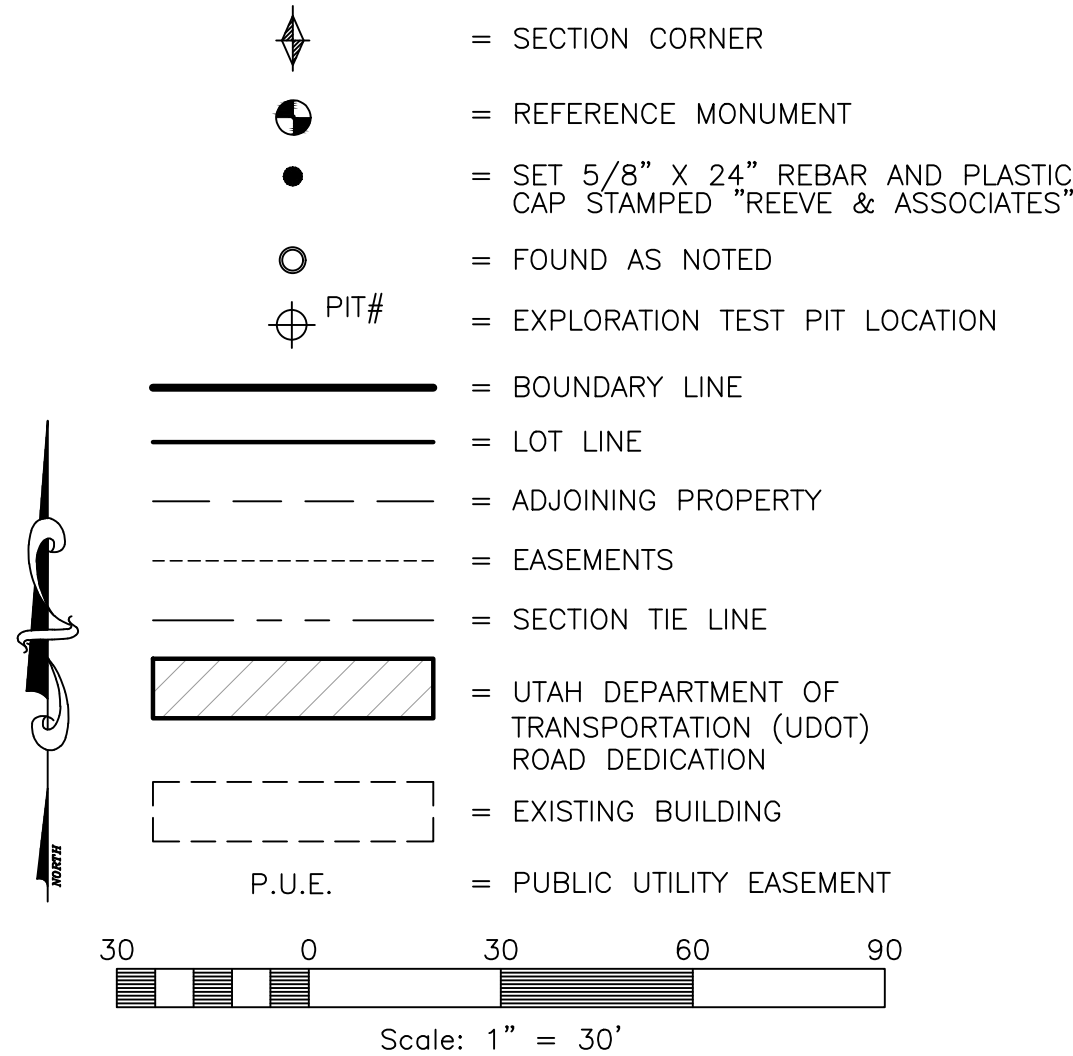 = SECTION CORNER
= REFERENCE MONUMENT
= SET 5/8" X 24" REBAR AND PLASTIC
CAP STAMPED "REEVE & ASSOCIATES"
= FOUND AS NOTED
PIT# = EXPLORATION TEST PIT LOCATION
= BOUNDARY LINE
= LOT LINE
= ADJOINING PROPERTY
= EASEMENTS
= SECTION TIE LINE
= UTAH DEPARTMENT OF
TRANSPORTATION (UDOT)
ROAD DEDICATION
= EXISTING BUILDING
NORTH
P.U.E. = PUBLIC UTILITY EASEMENT
30 0 30 60 90
Scale: 1" = 30'